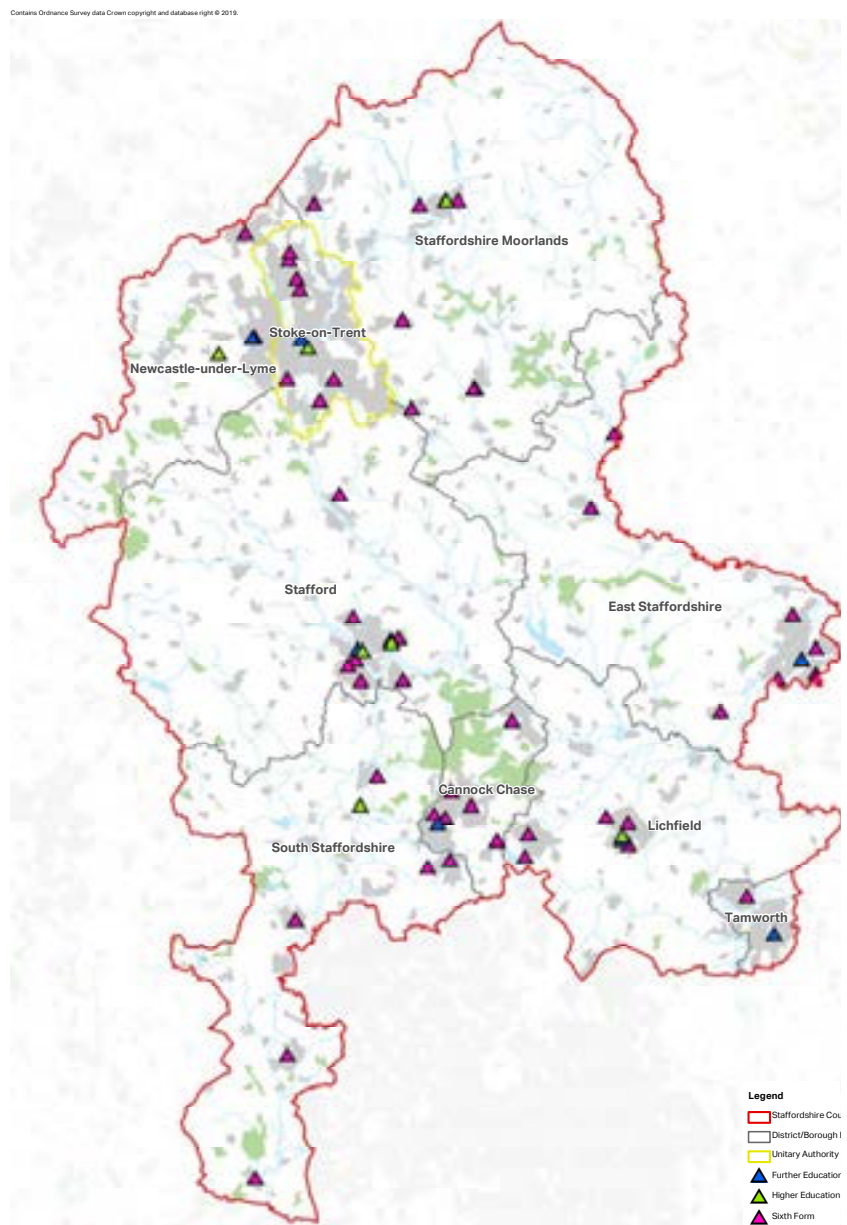 Contains Ordnance Survey data Crown copyright and database right © 2019.
Staffordshire Moorlands
Stoke-on-Trent
Newcastle-under-Lyme
Stafford
East Staffordshire
Cannock Chase
Lichfield
South Staffordshire
Tamworth
Legend
Staffordshire Cou
District/Borough
Unitary Authority
Further Education
Higher Education
Sixth Form